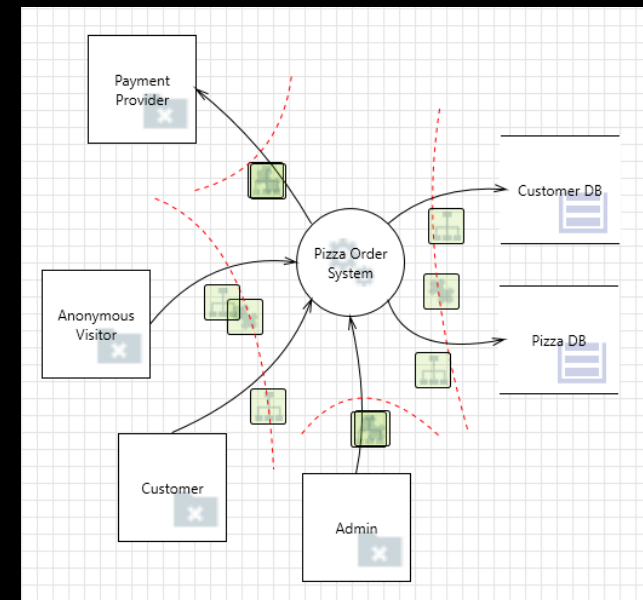 Payment
Provider
Customer DB
Pizza Order
System
Anonymous
Visitor
Pizza DB
Customer
Admin